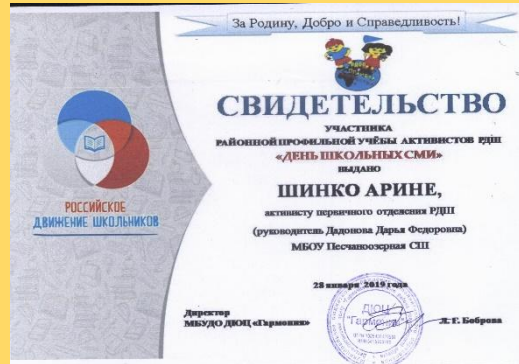 За Родину, Добро и Справедливость!
СВИДЕТЕЛЬСТВО
УЧАСТНИКА
РАЙОННОЙ ПРОФИЛЬНОЙ УЧЁБЫ АКТИВИСТОВ РДШ
«ДЕНЬ ШКОЛЬНЫХ СМИ»
ВЫДАНО
ШИНКО АРИНЕ,
активисту первичного отделения РДШ
(руководитель Дадонова Дарья Федоровна)
МБОУ Песчаноозерная СШ
РОССИЙСКОЕ
ДВИЖЕНИЕ ШКОЛЬНИКОВ
28 января 2019 года
Директор
МБУДО ДЮЦ «Гармония»
Л. Г. Боброва
ДЮЦ
"Гармония"